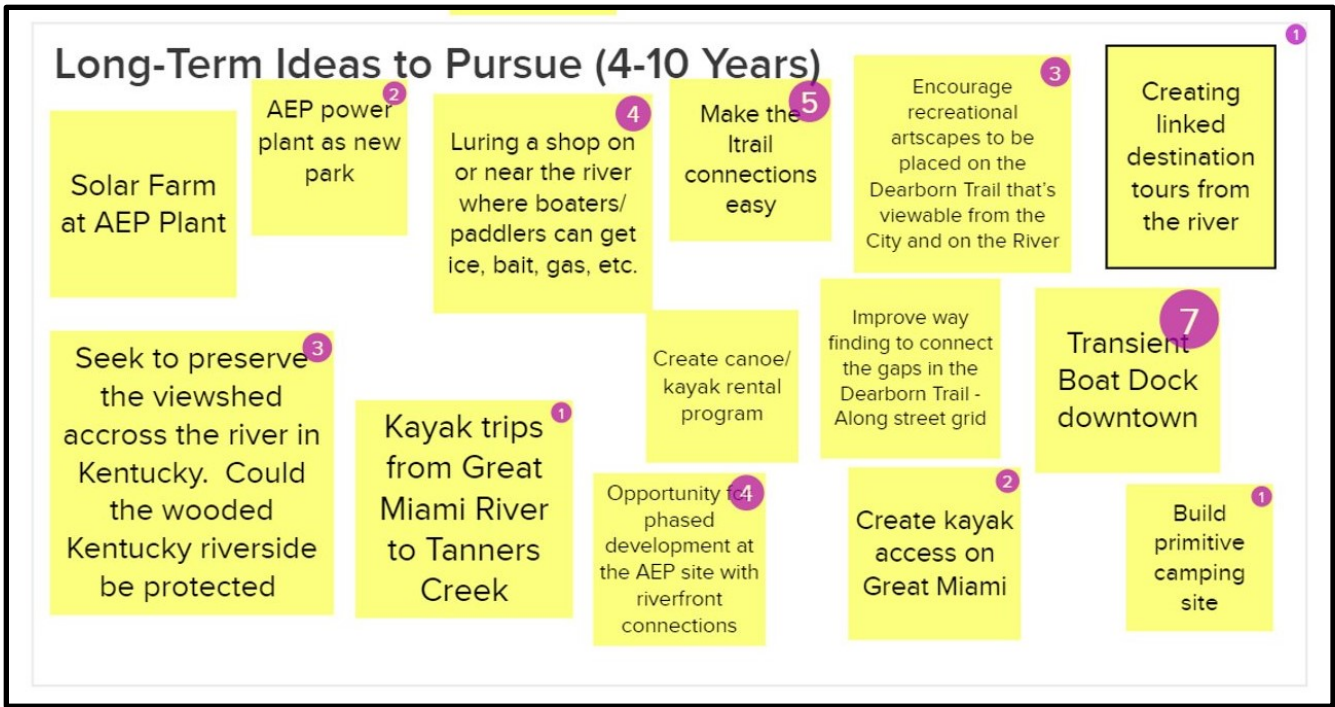 Long-Term Ideas to Pursue (4-10 Years)
1
Solar Farm
at AEP Plant
2
AEP power
plant as new
park
4
Luring a shop on
or near the river
where boaters/
paddlers can get
ice, bait, gas, etc.
5
Make the
ltrail
connections
easy
3
Encourage
recreational
artscapes to be
placed on the
Dearborn Trail that's
viewable from the
City and on the River
Creating
linked
destination
tours from
the river
3
Seek to preserve
the viewshed
accross the river in
Kentucky. Could
the wooded
Kentucky riverside
be protected
1
Kayak trips
from Great
Miami River
to Tanners
Creek
Create canoe/
kayak rental
program
Improve way
finding to connect
the gaps in the
Dearborn Trail -
Along street grid
7
Transient
Boat Dock
downtown
4
Opportunity for
phased
development at
the AEP site with
riverfront
connections
2
Create kayak
access on
Great Miami
1
Build
primitive
camping
site